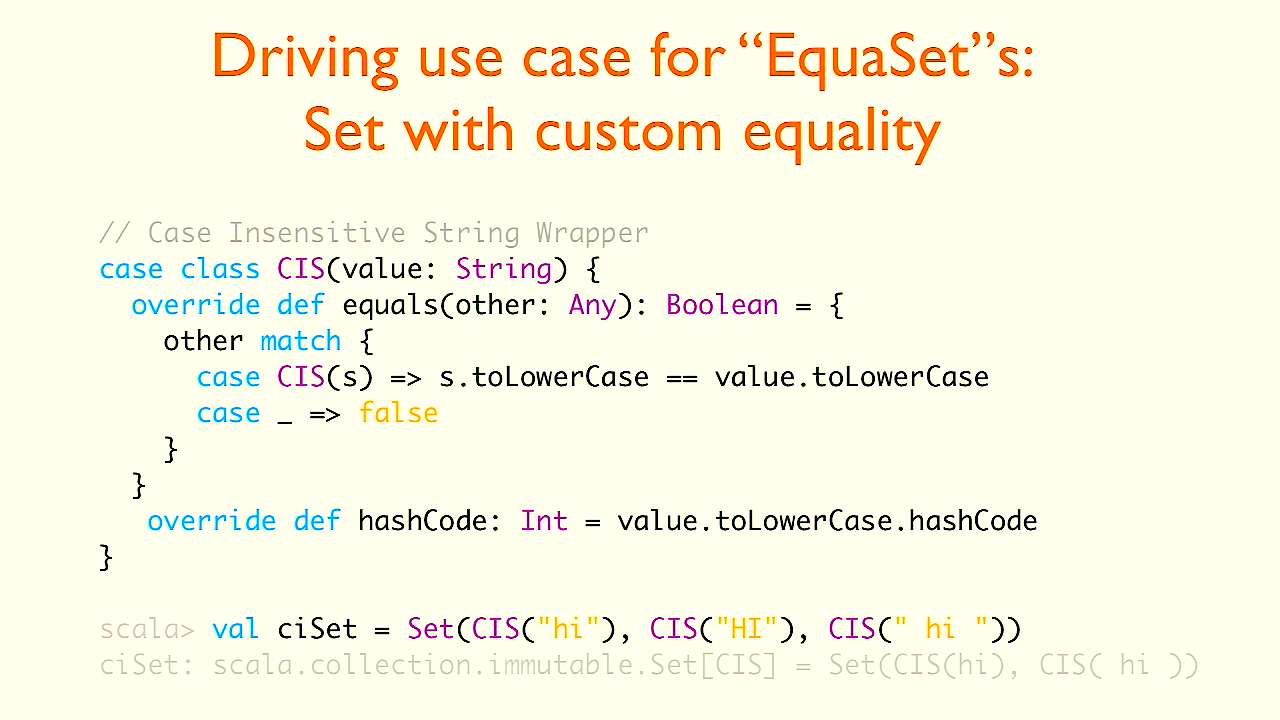 Driving use case for “EquaSet”s:
Set with custom equality
// Case Insensitive String Wrapper
case class CIS(value: String) {
  override def equals(other: Any): Boolean = {
    other match {
      case CIS(s) => s.toLowerCase == value.toLowerCase
      case _ => false
    }
  }
   override def hashCode: Int = value.toLowerCase.hashCode
}
scala> val ciSet = Set(CIS("hi"), CIS("HI"), CIS(" hi "))
ciSet: scala.collection.immutable.Set[CIS] = Set(CIS(hi), CIS( hi ))